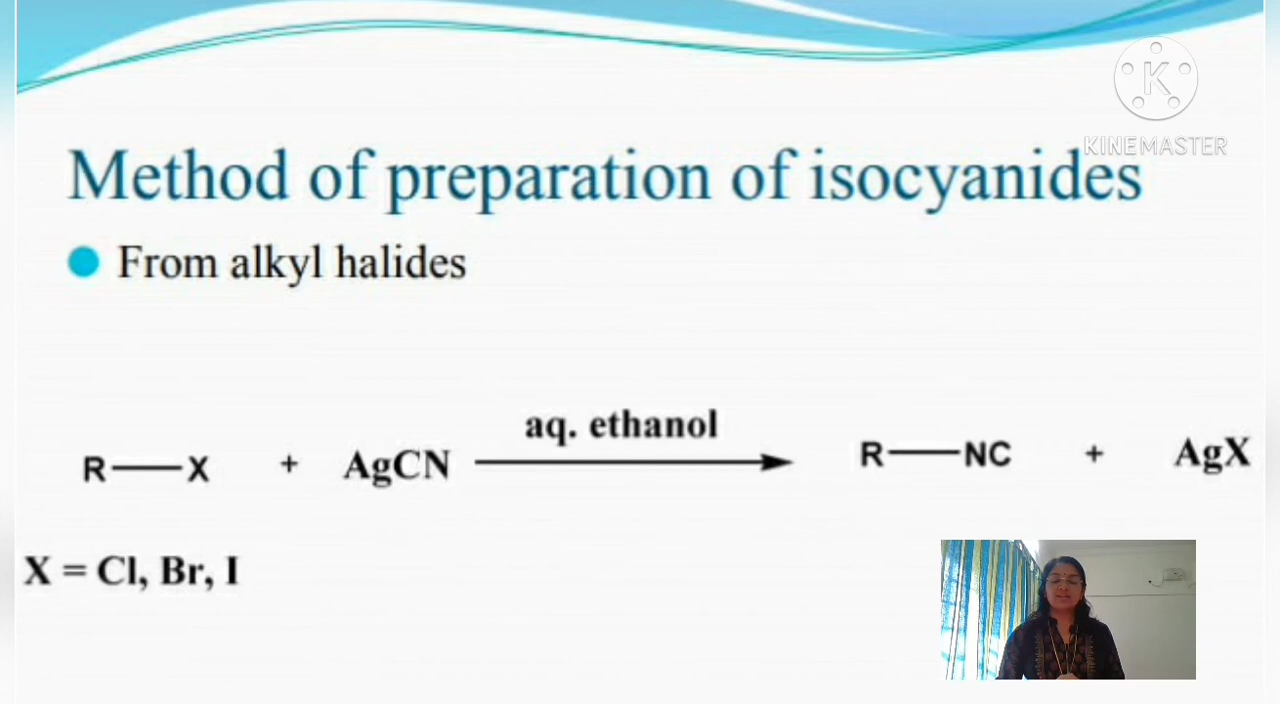 K
KINEMASTER
Method of preparation of isocyanides
From alkyl halides
aq. ethanol
R—X + AgCN R—NC + AgX
X = Cl, Br, I